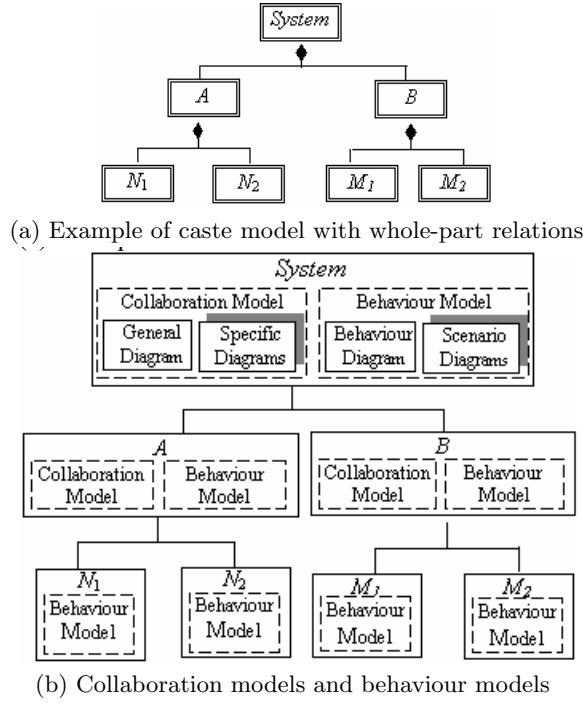 System
A
B
N1
N2
M1
M2
(a) Example of caste model with whole-part relations
System
Collaboration Model
Behaviour Model
General
Diagram
Specific
Diagrams
Behaviour
Diagram
Scenario
Diagrams
A
Collaboration
Model
Behaviour
Model
B
Collaboration
Model
Behaviour
Model
N1
Behaviour
Model
N2
Behaviour
Model
M1
Behaviour
Model
M2
Behaviour
Model
(b) Collaboration models and behaviour models